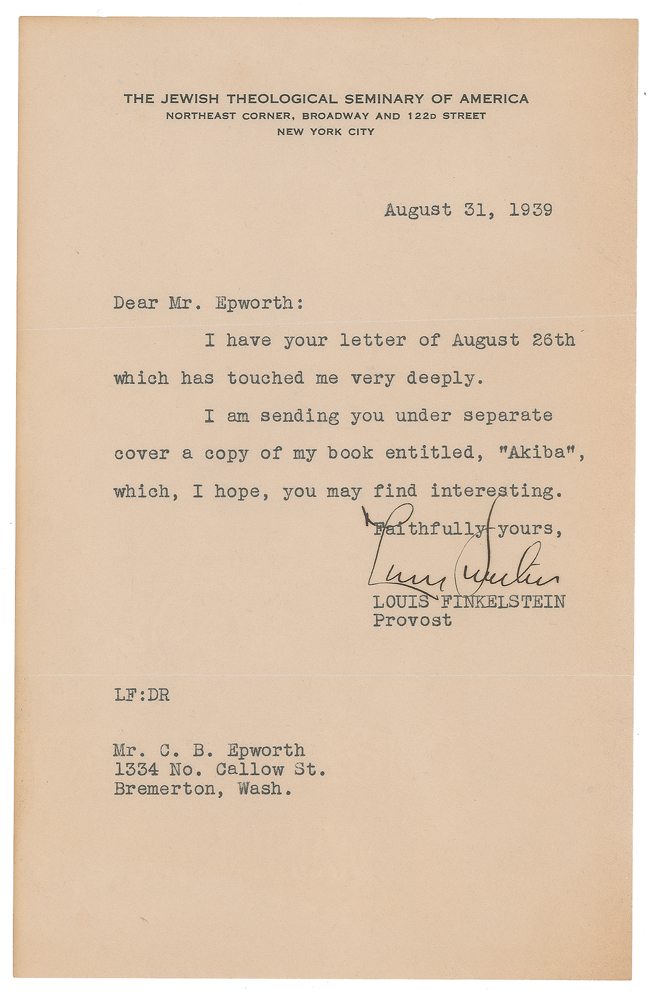 THE JEWISH THEOLOGICAL SEMINARY OF AMERICA
NORTHEAST CORNER, BROADWAY AND 122D STREET
NEW YORK CITY
August 31, 1939
Dear Mr. Epworth:
I have your letter of August 26th
which has touched me very deeply.
I am sending you under separate
cover a copy of my book entitled, "Akiba",
which, I hope, you may find interesting.
Faithfully yours,
LOUIS FINKELSTEIN
Provost
LF:DR
Mr. C. B. Epworth
1334 No. Callow St.
Bremerton, Wash.